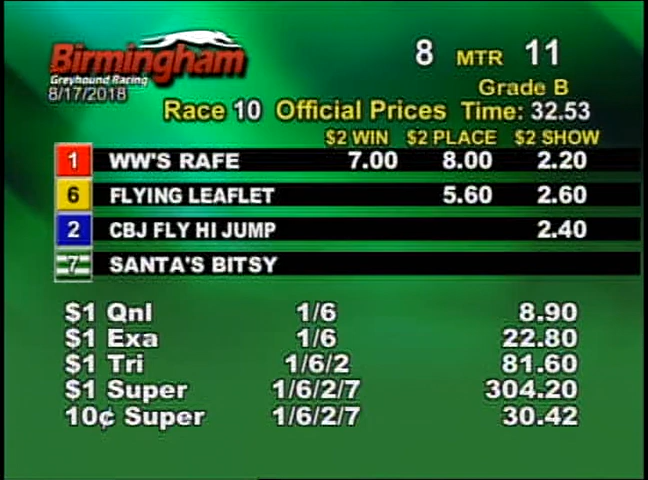 Birmingham
Greyhound Racing
8/17/2018
8 MTR 11
Grade B
Race 10 Official Prices Time: 32.53
$2 WIN $2 PLACE $2 SHOW
1 WW'S RAFE 7.00 8.00 2.20
6 FLYING LEAFLET 5.60 2.60
2 CBJ FLY HI JUMP 2.40
7 SANTA'S BITSY
$1 Qnl 1/6 8.90
$1 Exa 1/6 22.80
$1 Tri 1/6/2 81.60
$1 Super 1/6/2/7 304.20
10¢ Super 1/6/2/7 30.42